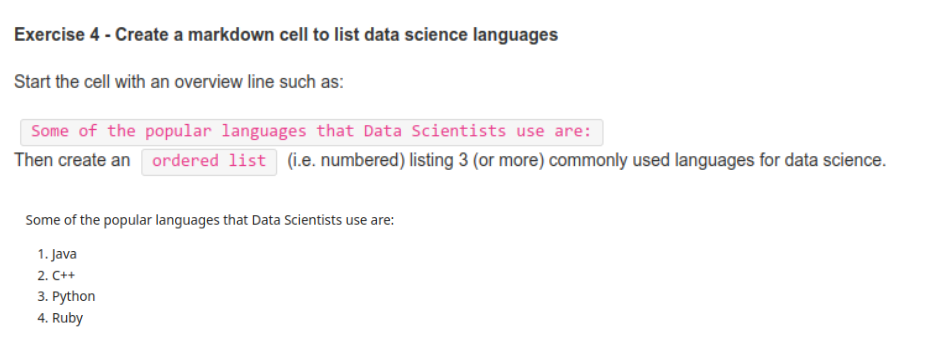 Exercise 4 - Create a markdown cell to list data science languages
Start the cell with an overview line such as:
Some of the popular languages that Data Scientists use are:
Then create an ordered list (i.e. numbered) listing 3 (or more) commonly used languages for data science.
Some of the popular languages that Data Scientists use are:
1. Java
2. C++
3. Python
4. Ruby